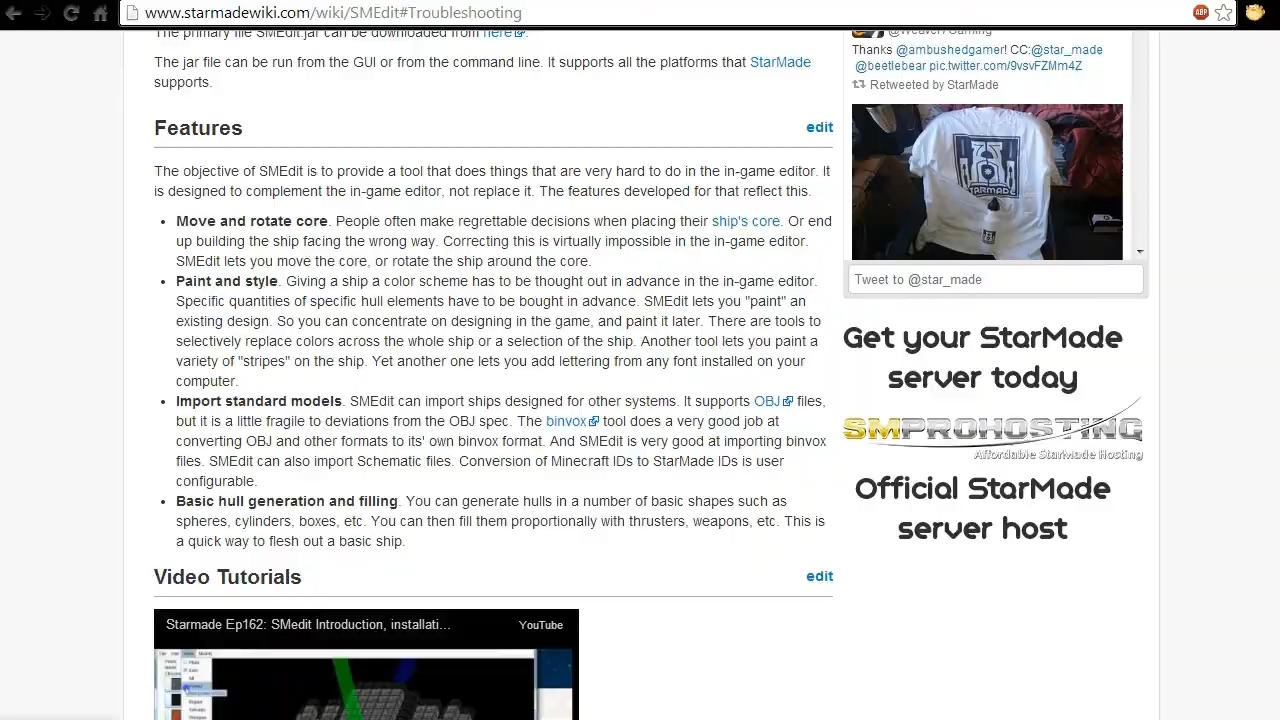 www.starmadewiki.com/wiki/SMEdit#Troubleshooting
ABP
The primary file SMEdit.jar can be downloaded from here.
The jar file can be run from the GUI or from the command line. It supports all the platforms that StarMade
supports.
Features
edit
The objective of SMEdit is to provide a tool that does things that are very hard to do in the in-game editor. It
is designed to compliment the in-game editor, not replace it. The features developed for that reflect this.
Move and rotate core. People often make regrettable decisions when placing their ship's core. Or end
up building the ship facing the wrong way. Correcting this is virtually impossible in the in-game editor.
SMEdit lets you move the core, or rotate the ship around the core.
Paint and style. Giving a ship a color scheme has to be thought out in advance in the in-game editor.
Specific quantities of specific hull elements have to be bought in advance. SMEdit lets you "paint" an
existing design. So you can concentrate on designing in the game, and paint it later. There are tools to
selectively replace colors across the whole ship or a selection of the ship. Another tool lets you paint a
variety of "stripes" on the ship. Yet another one lets you add lettering from any font installed on your
computer.
Import standard models. SMEdit can import ships designed for other systems. It supports OBJ files,
but it is a little fragile to deviations from the OBJ spec. The binvox tool does a very good job at
converting OBJ and other formats to its' own binvox format. And SMEdit is very good at importing binvox
files. SMEdit can also import Schematic files. Conversion of Minecraft IDs to StarMade IDs is user
configurable.
Basic hull generation and filling. You can generate hulls in a number of basic shapes such as
spheres, cylinders, boxes, etc. You can then fill them proportionally with thrusters, weapons, etc. This is
a quick way to flesh out a basic ship.
Video Tutorials
edit
Starmade Ep162: SMedit Introduction, installati...
YouTube
Thanks @ambushedgamer! CC:@star_made
@beetlebear pic.twitter.com/9vsvFZMm4Z
Retweeted by StarMade
STARMADE
Tweet to @star_made
Get your StarMade
server today
SMPROHOSTING
Affordable StarMade Hosting
Official StarMade
server host